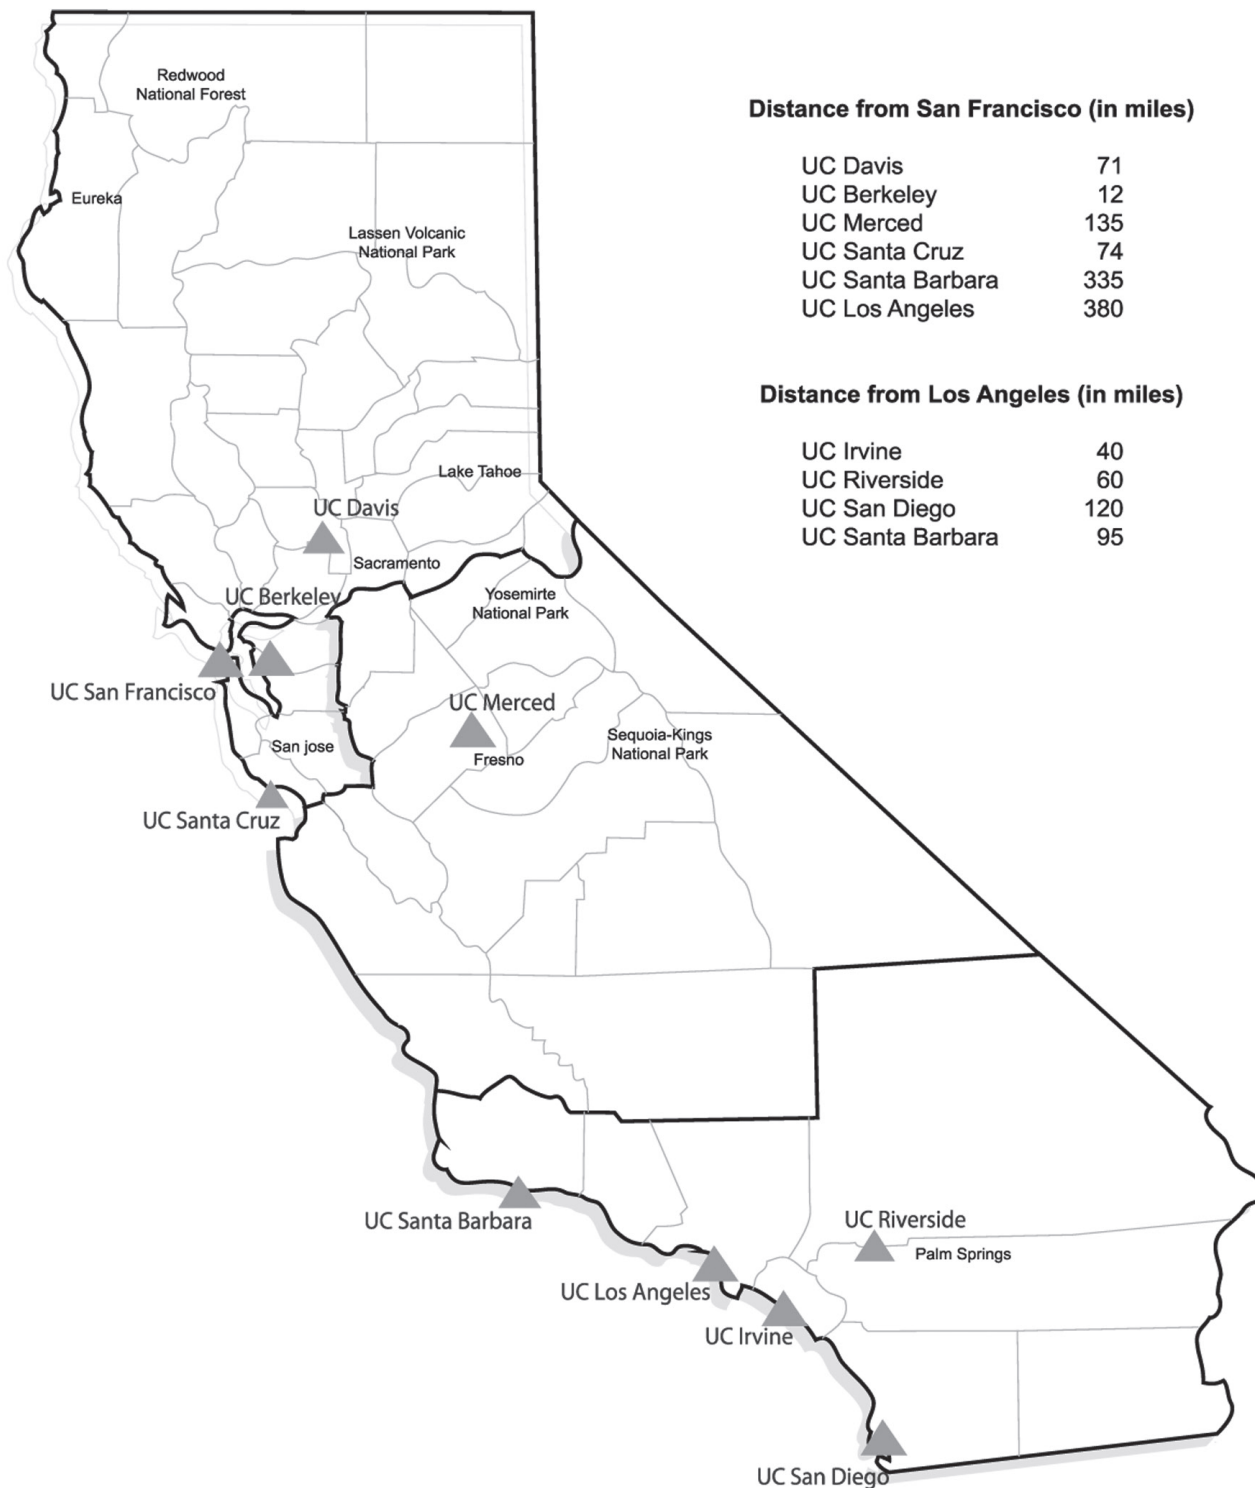 Redwood
National Forest
Eureka
Lassen Volcanic
National Park
Lake Tahoe
UC Davis
Sacramento
UC Berkeley
Yosemirte
National Park
UC San Francisco
UC Merced
Fresno
Sequoia-Kings
National Park
San jose
UC Santa Cruz
UC Santa Barbara
UC Riverside
Palm Springs
UC Los Angeles
UC Irvine
UC San Diego
Distance from San Francisco (in miles)
UC Davis 71
UC Berkeley 12
UC Merced 135
UC Santa Cruz 74
UC Santa Barbara 335
UC Los Angeles 380
Distance from Los Angeles (in miles)
UC Irvine 40
UC Riverside 60
UC San Diego 120
UC Santa Barbara 95